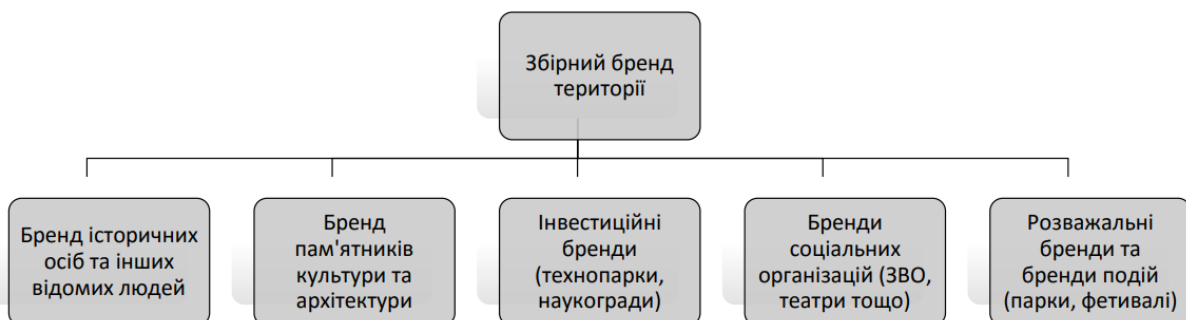 Збірний бренд
території
Бренд історичних
осіб та інших
відомих людей
Бренд
пам'ятників
культури та
архітектури
Інвестиційні
бренди
(технопарки,
наукогради)
Бренди
соціальних
організацій (ЗВО,
театри тощо)
Розважальні
бренди та
бренди подій
(парки, фетивалі)